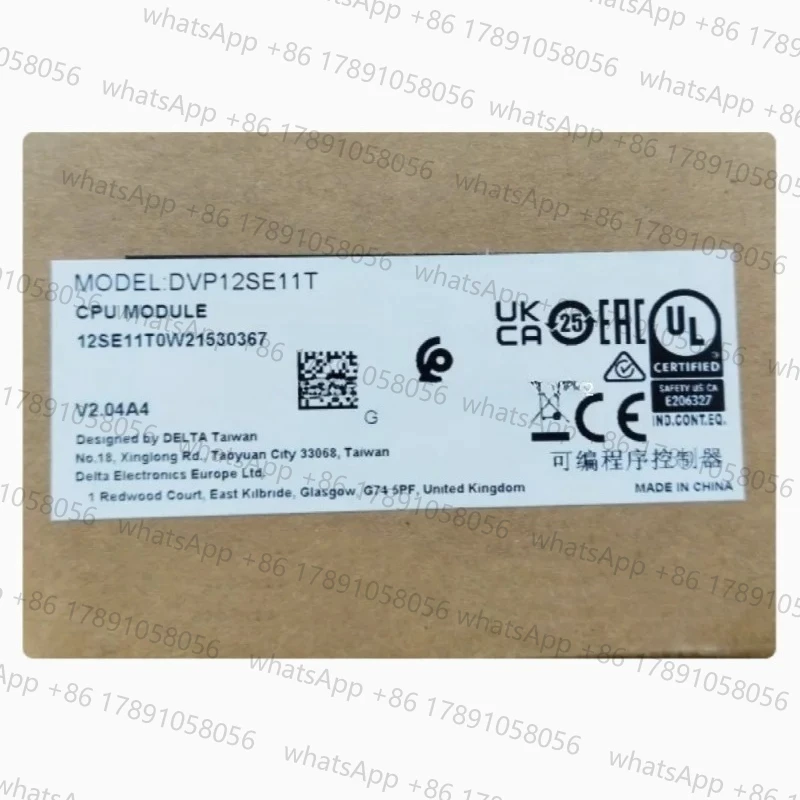 whatsApp +86 17891058056
MODEL:DVP12SE11T
CPU MODULE
12SE11T0W21530367
V2.04A4
G
Designed by DELTA Taiwan
No.18, Xinglong Rd., Taoyuan City 33068, Taiwan
Delta Electronics Europe Ltd.
1 Redwood Court, East Kilbride, Glasgow, G74 5PF, United Kingdom
UK
CA
25
EAC
UL
CERTIFIED
SAFETY US CA
E206327
IND.CONT.EQ.
CE
可编程序控制器
MADE IN CHINA